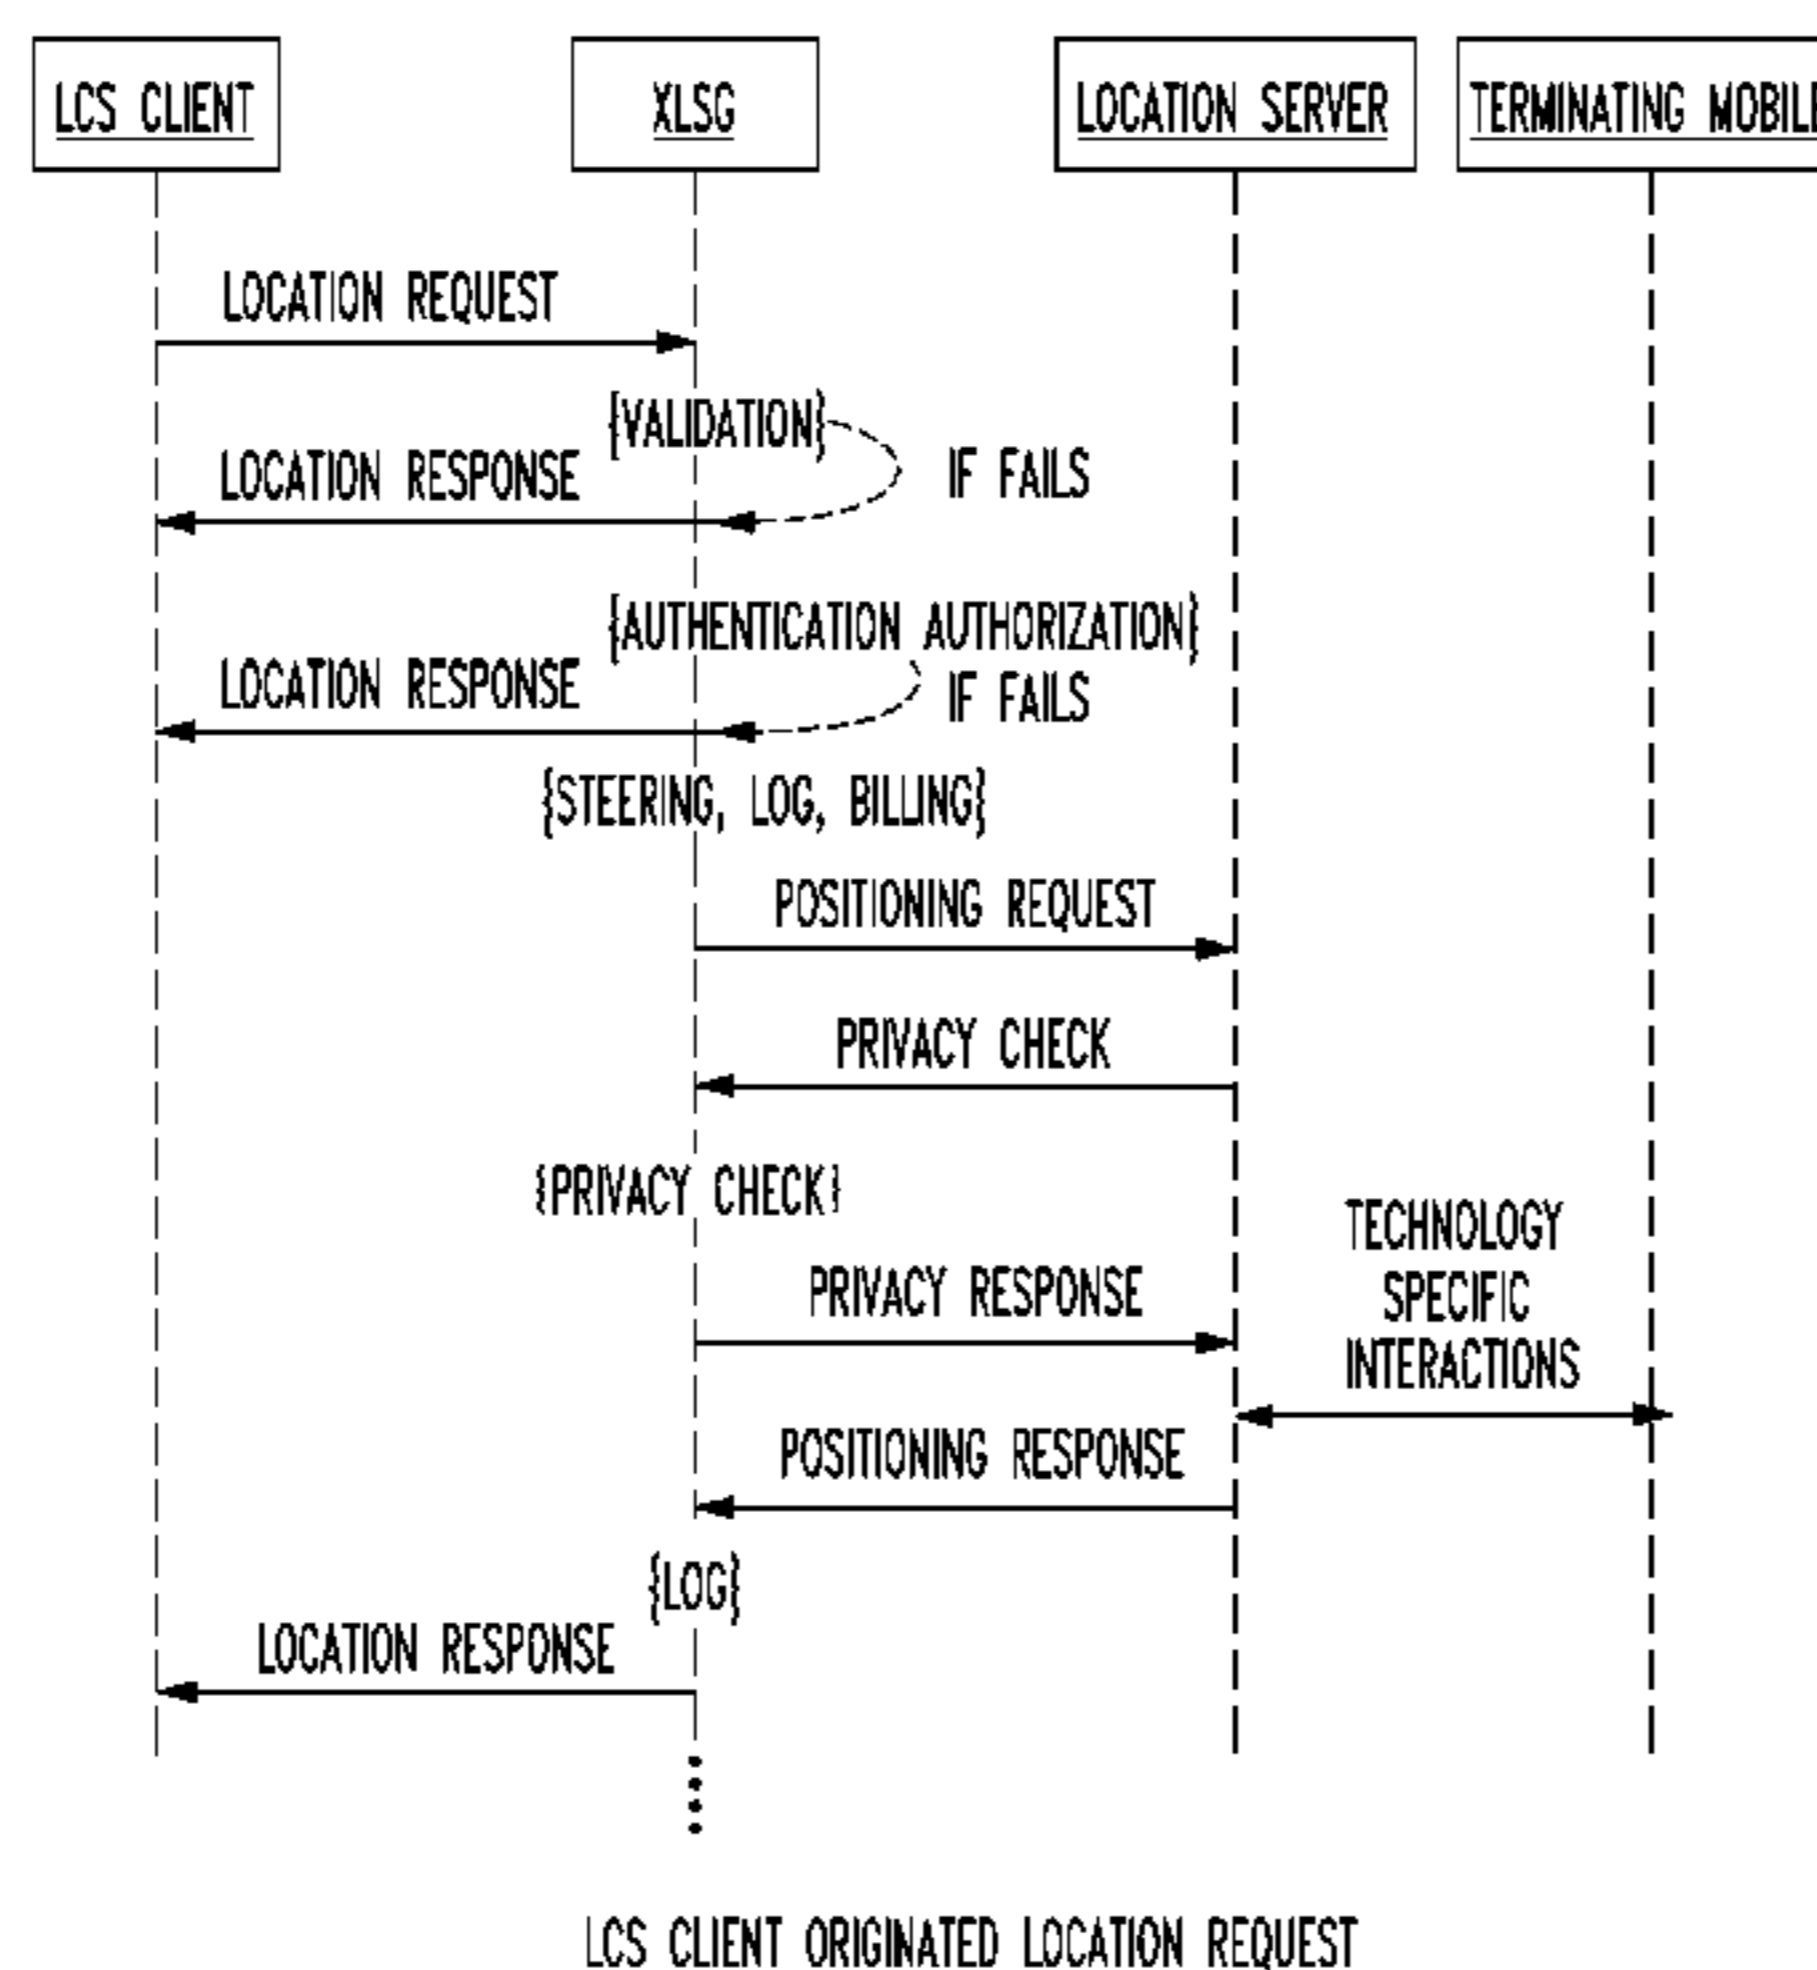 LCS CLIENT
XLSG
LOCATION SERVER
TERMINATING MOBILE
LOCATION REQUEST
{VALIDATION}
LOCATION RESPONSE
IF FAILS
{AUTHENTICATION AUTHORIZATION}
LOCATION RESPONSE
IF FAILS
{STEERING, LOG, BILLING}
POSITIONING REQUEST
PRIVACY CHECK
{PRIVACY CHECK}
TECHNOLOGY
SPECIFIC
INTERACTIONS
PRIVACY RESPONSE
POSITIONING RESPONSE
{LOG}
LOCATION RESPONSE
LCS CLIENT ORIGINATED LOCATION REQUEST